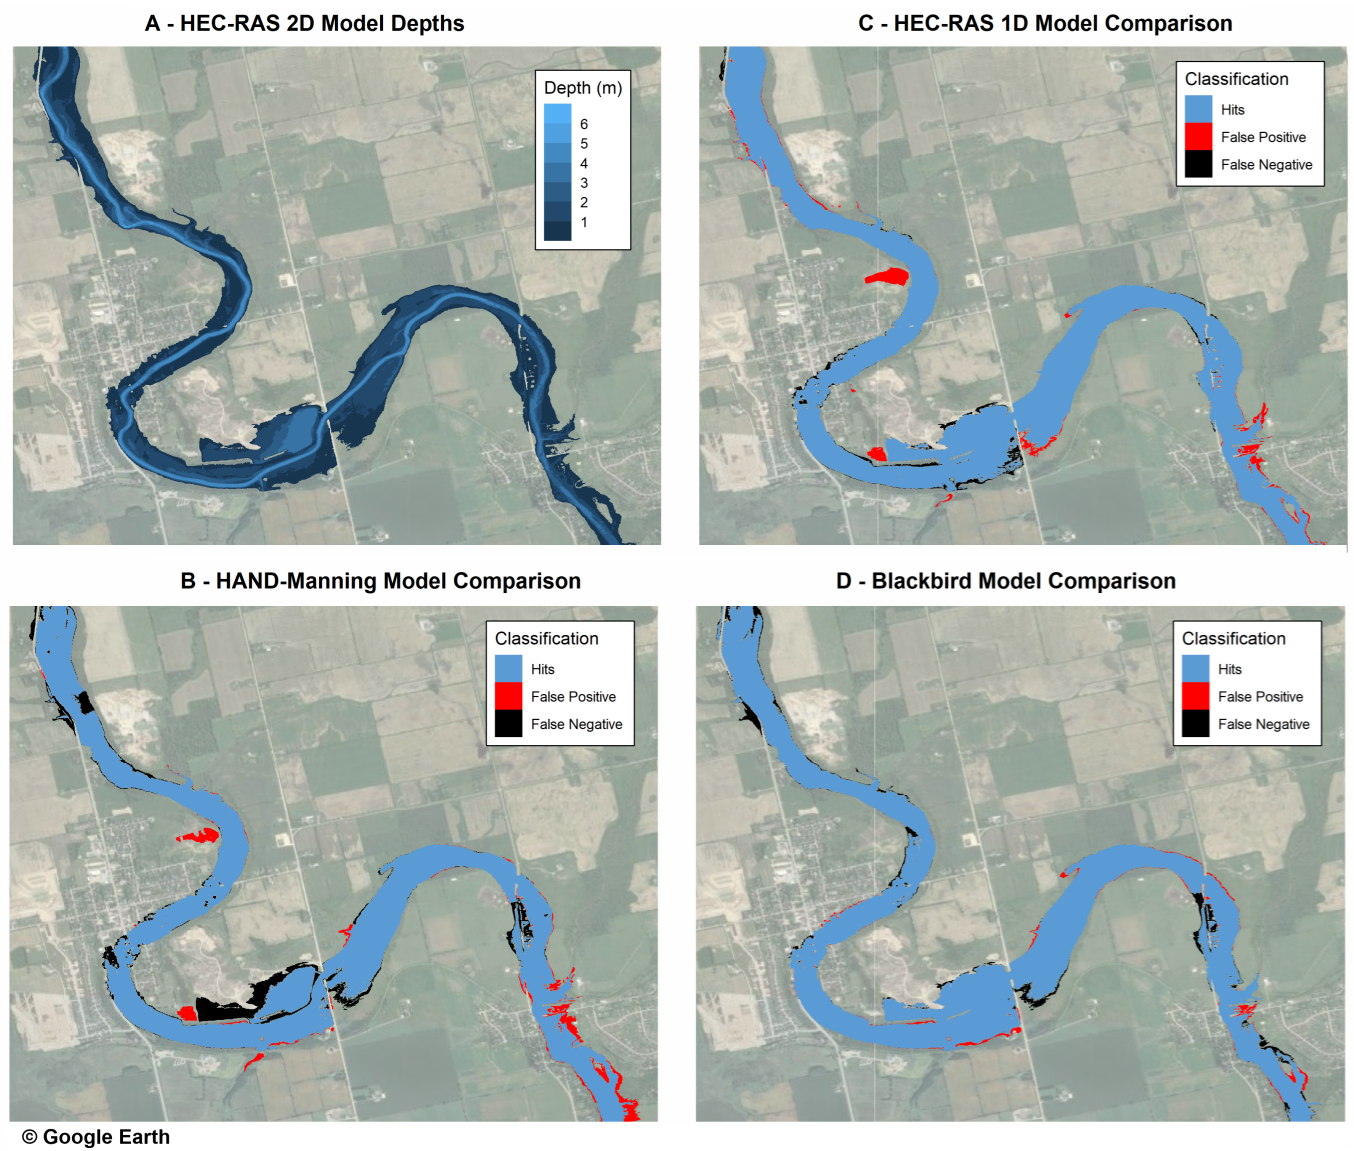 A - HEC-RAS 2D Model Depths
Depth (m)
6
5
4
3
2
1
C - HEC-RAS 1D Model Comparison
Classification
Hits
False Positive
False Negative
B - HAND-Manning Model Comparison
Classification
Hits
False Positive
False Negative
D - Blackbird Model Comparison
Classification
Hits
False Positive
False Negative
© Google Earth